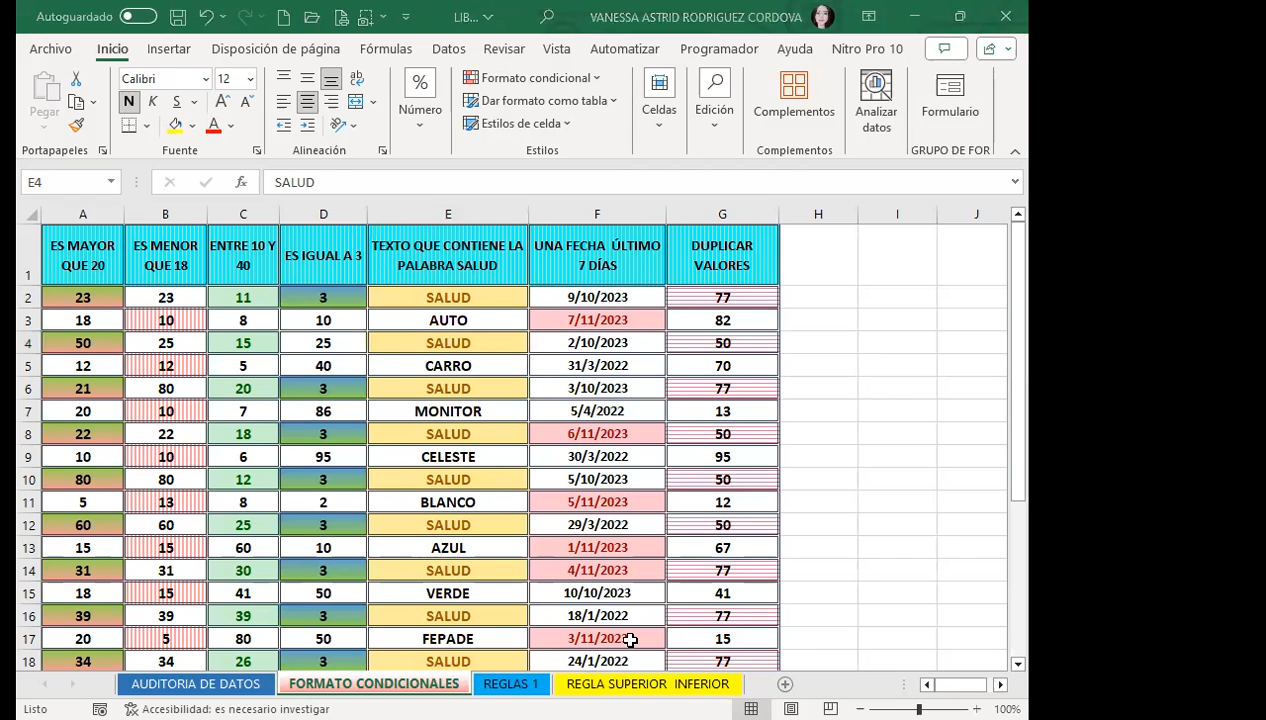 Autoguardado LIB... VANESSA ASTRID RODRIGUEZ CORDOVA
Archivo Inicio Insertar Disposición de página Fórmulas Datos Revisar Vista Automatizar Programador Ayuda Nitro Pro 10
Pegar Calibri 12 Número Formato condicional Celdas Edición Complementos Analizar datos Formulario
N K S Dar formato como tabla
Estilos de celda
Portapapeles Fuente Alineación Estilos Complementos GRUPO DE FOR
E4 fx SALUD
A B C D E F G H I J
1 ES MAYOR QUE 20 ES MENOR QUE 18 ENTRE 10 Y 40 ES IGUAL A 3 TEXTO QUE CONTIENE LA PALABRA SALUD UNA FECHA ÚLTIMO 7 DÍAS DUPLICAR VALORES
2 23 23 11 3 SALUD 9/10/2023 77
3 18 10 8 10 AUTO 7/11/2023 82
4 50 25 15 25 SALUD 2/10/2023 50
5 12 12 5 40 CARRO 31/3/2022 70
6 21 80 20 3 SALUD 3/10/2023 77
7 20 10 7 86 MONITOR 5/4/2022 13
8 22 22 18 3 SALUD 6/11/2023 50
9 10 10 6 95 CELESTE 30/3/2022 95
10 80 80 12 3 SALUD 5/10/2023 50
11 5 13 8 2 BLANCO 5/11/2023 12
12 60 60 25 3 SALUD 29/3/2022 50
13 15 15 60 10 AZUL 1/11/2023 67
14 31 31 30 3 SALUD 4/11/2023 77
15 18 15 41 50 VERDE 10/10/2023 41
16 39 39 39 3 SALUD 18/1/2022 77
17 20 5 80 50 FEPADE 3/11/2023 15
18 34 34 26 3 SALUD 24/1/2022 77
AUDITORIA DE DATOS FORMATO CONDICIONALES REGLAS 1 REGLA SUPERIOR INFERIOR
Listo Accesibilidad: es necesario investigar 100%